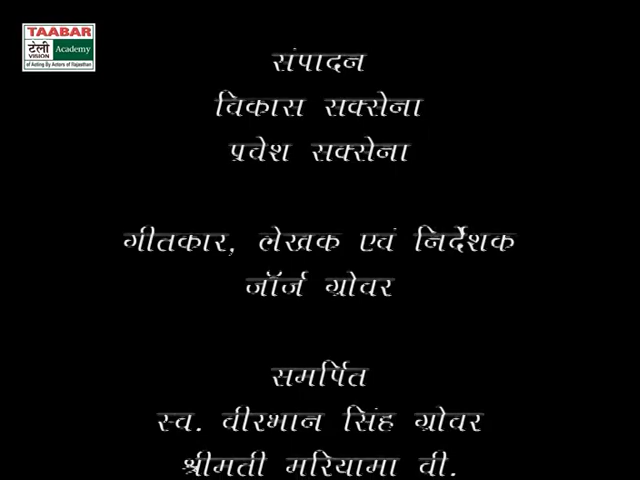 TAABAR
टेली
VISION
Academy
of Acting By Actors of Rajasthan
संपादन
विकास सक्सेना
प्रवेश सक्सेना
गीतकार, लेखक एवं निर्देशक
जॉर्ज ग्रोवर
समर्पित
स्व. वीरभान सिंह ग्रोवर
श्रीमती मरियामा वी.